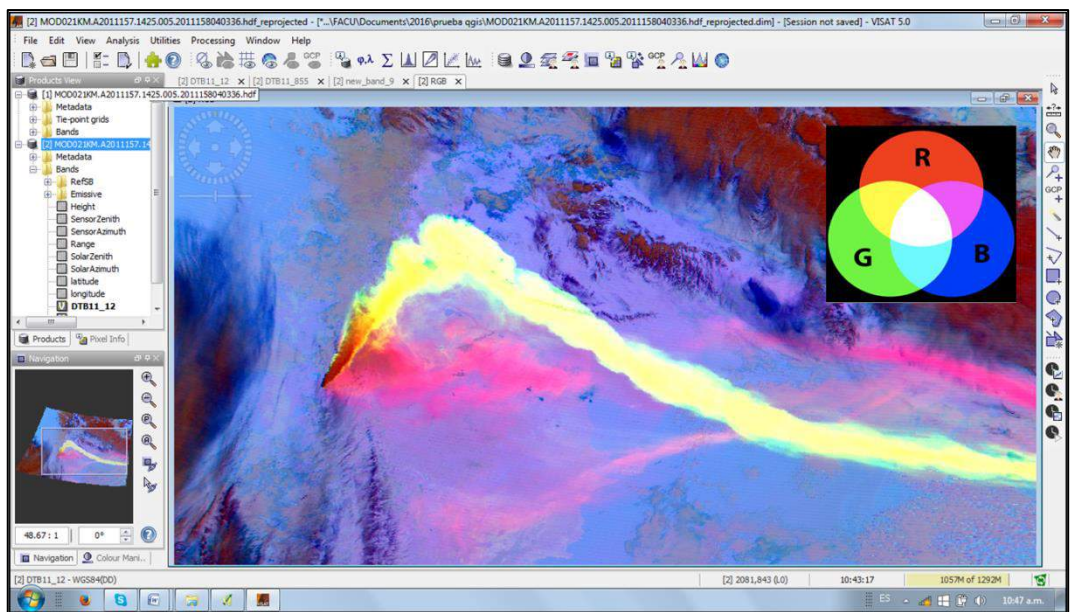 [2] MOD021KM.A2011157.1425.005.2011158040336.hdf_reprojected - ["...\FACU\Documents\2016\prueba qgis\MOD021KM.A2011157.1425.005.2011158040336.hdf_reprojected.dim] - [Session not saved] - VISAT 5.0
File Edit View Analysis Utilities Processing Window Help
φ,λ Σ GCP
Products View
[2] DTB11_12 [2] DTB11_855 [2] new_band_9 [2] RGB
[1] MOD021KM.A2011157.1425.005.2011158040336.hdf
Metadata
Tie-point grids
Bands
[2] MOD021KM.A2011157.14
Metadata
Bands
RefSB
Emissive
Height
SensorZenith
SensorAzimuth
Range
SolarZenith
SolarAzimuth
latitude
longitude
DTB11_12
Products Pixel Info
R
G
B
GCP
Navigation
48.67 : 1 0°
Navigation Colour Mani...
[2] DTB11_12 - WGS84(DD)
[2] 2081,843 (L0) 10:43:17 1057M of 1292M
ES 10:47 a.m.